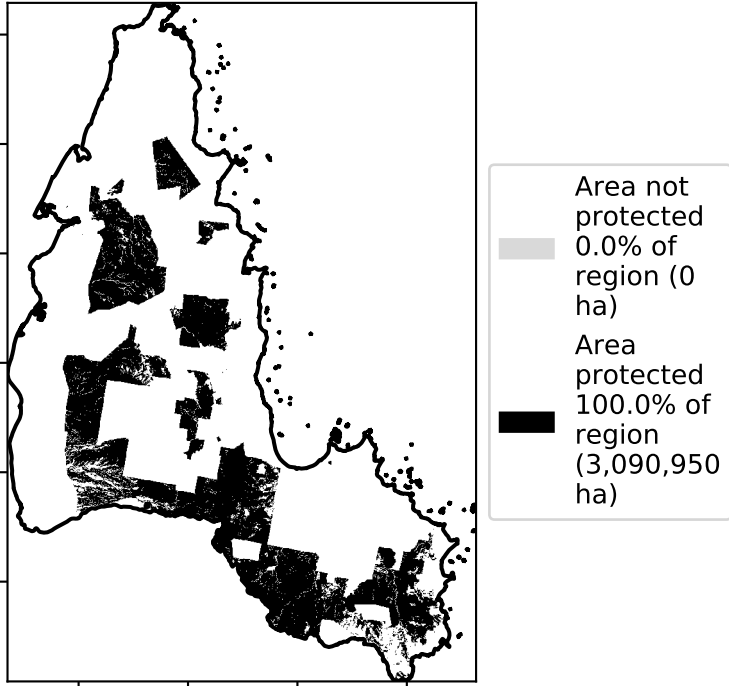 Area not
protected
0.0% of
region (0
ha)
Area
protected
100.0% of
region
(3,090,950
ha)